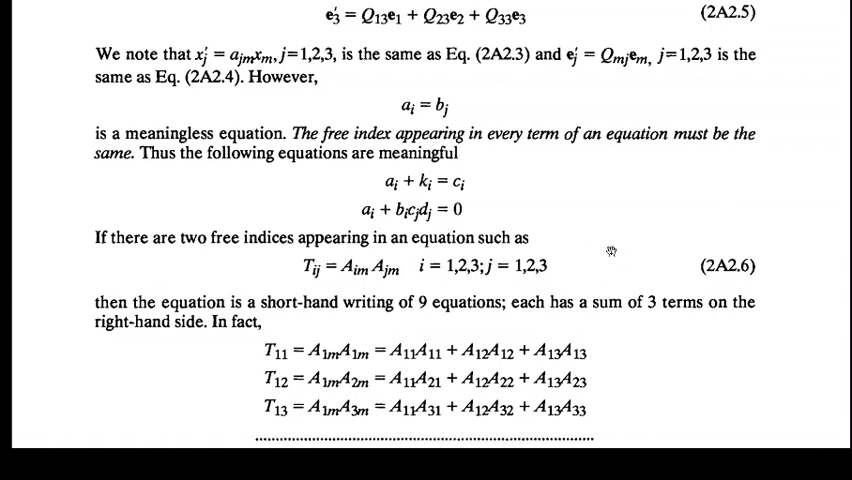 e′₃ = Q₁₃e₁ + Q₂₃e₂ + Q₃₃e₃ (2A2.5)
We note that x′ⱼ = aⱼₘxₘ, j=1,2,3, is the same as Eq. (2A2.3) and e′ⱼ = Qₘⱼeₘ, j=1,2,3 is the
same as Eq. (2A2.4). However,
aᵢ = bⱼ
is a meaningless equation. The free index appearing in every term of an equation must be the
same. Thus the following equations are meaningful
aᵢ + kᵢ = cᵢ
aᵢ + bᵢcⱼdⱼ = 0
If there are two free indices appearing in an equation such as
Tᵢⱼ = Aᵢₘ Aⱼₘ i = 1,2,3; j = 1,2,3 (2A2.6)
then the equation is a short-hand writing of 9 equations; each has a sum of 3 terms on the
right-hand side. In fact,
T₁₁ = A₁ₘA₁ₘ = A₁₁A₁₁ + A₁₂A₁₂ + A₁₃A₁₃
T₁₂ = A₁ₘA₂ₘ = A₁₁A₂₁ + A₁₂A₂₂ + A₁₃A₂₃
T₁₃ = A₁ₘA₃ₘ = A₁₁A₃₁ + A₁₂A₃₂ + A₁₃A₃₃